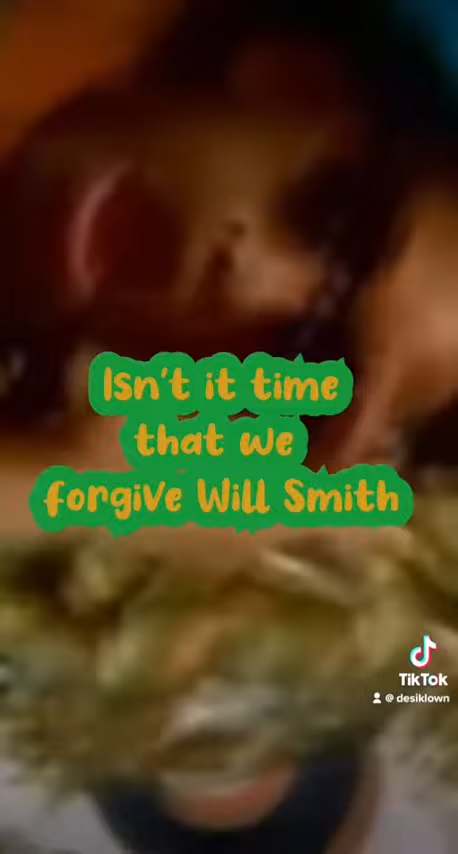 Isn't it time
that we
forgive Will Smith
TikTok
@ desiklown